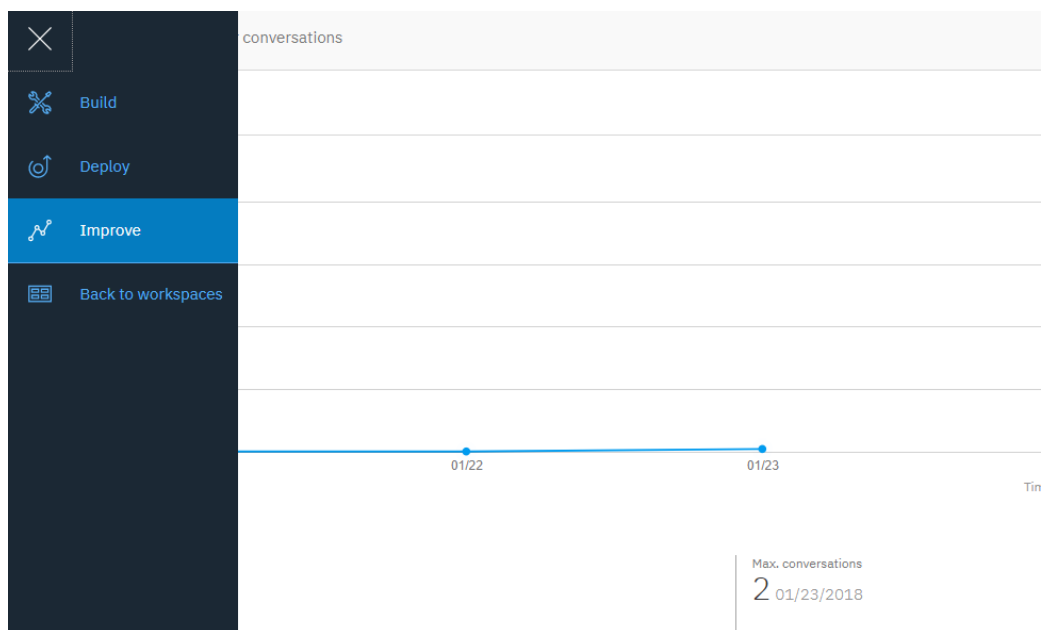 conversations
Build
Deploy
Improve
Back to workspaces
01/22 01/23
Max. conversations
2 01/23/2018